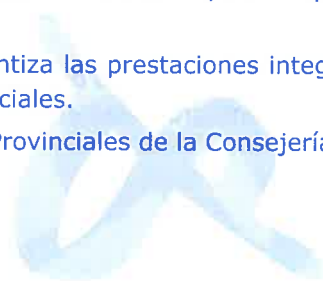 ntiza las prestaciones integ
ciales.
Provinciales de la Consejería